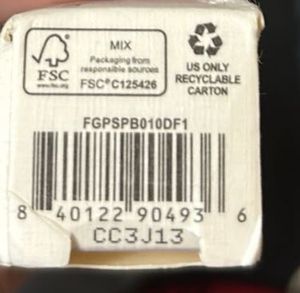 MIX
Packaging from
responsible sources
FSC® C125426
FSC
www.fsc.org
US ONLY
RECYCLABLE
CARTON
FGPSPB010DF1
8 40122 90493 6
CC3J13